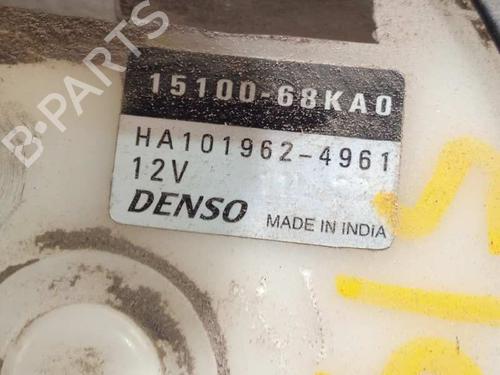 15100-68KA0
HA101962-4961
12V
DENSO MADE IN INDIA
B-PARTS